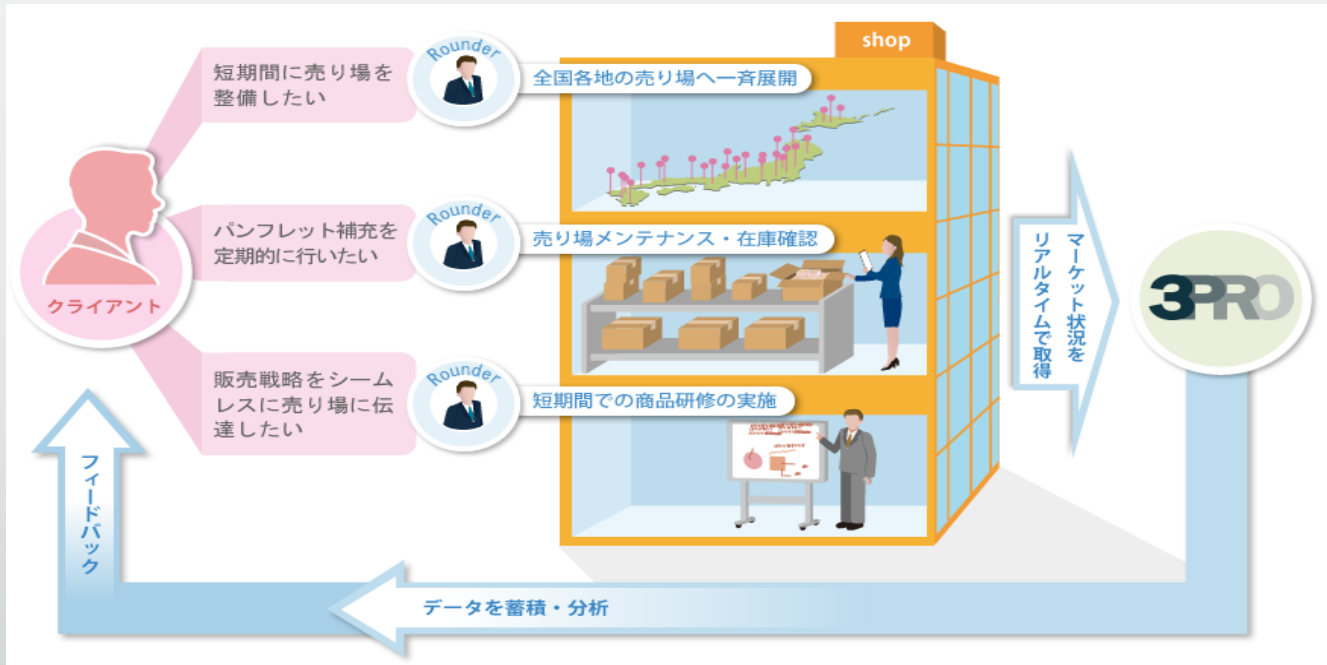 shop
短期間に売り場を
整備したい
Rounder
全国各地の売り場へ一斉展開
パンフレット補充を
定期的に行いたい
Rounder
売り場メンテナンス・在庫確認
クライアント
販売戦略をシーム
レスに売り場に伝
達したい
Rounder
短期間での商品研修の実施
マーケット状況を
リアルタイムで取得
3PRO
データを蓄積・分析
フィードバック